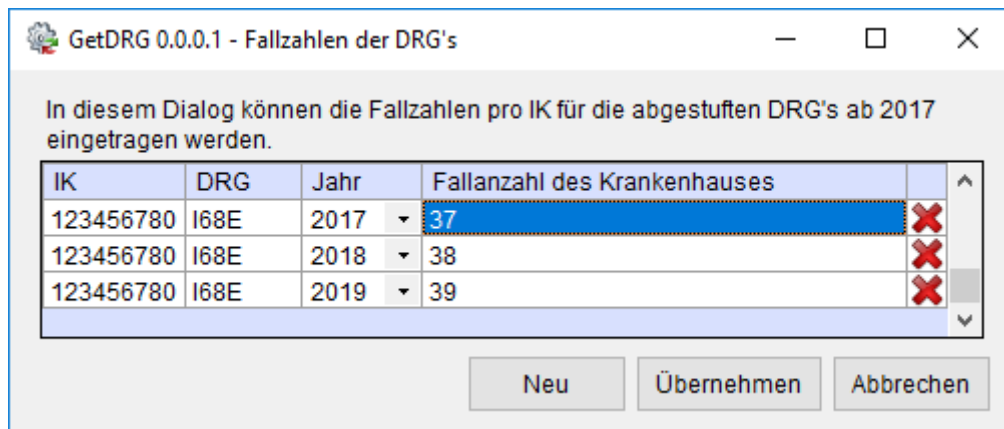 GetDRG 0.0.0.1 - Fallzahlen der DRG's
In diesem Dialog können die Fallzahlen pro IK für die abgestuften DRG's ab 2017
eingetragen werden.
IK DRG Jahr Fallanzahl des Krankenhauses
123456780 I68E 2017 37
123456780 I68E 2018 38
123456780 I68E 2019 39
Neu Übernehmen Abbrechen